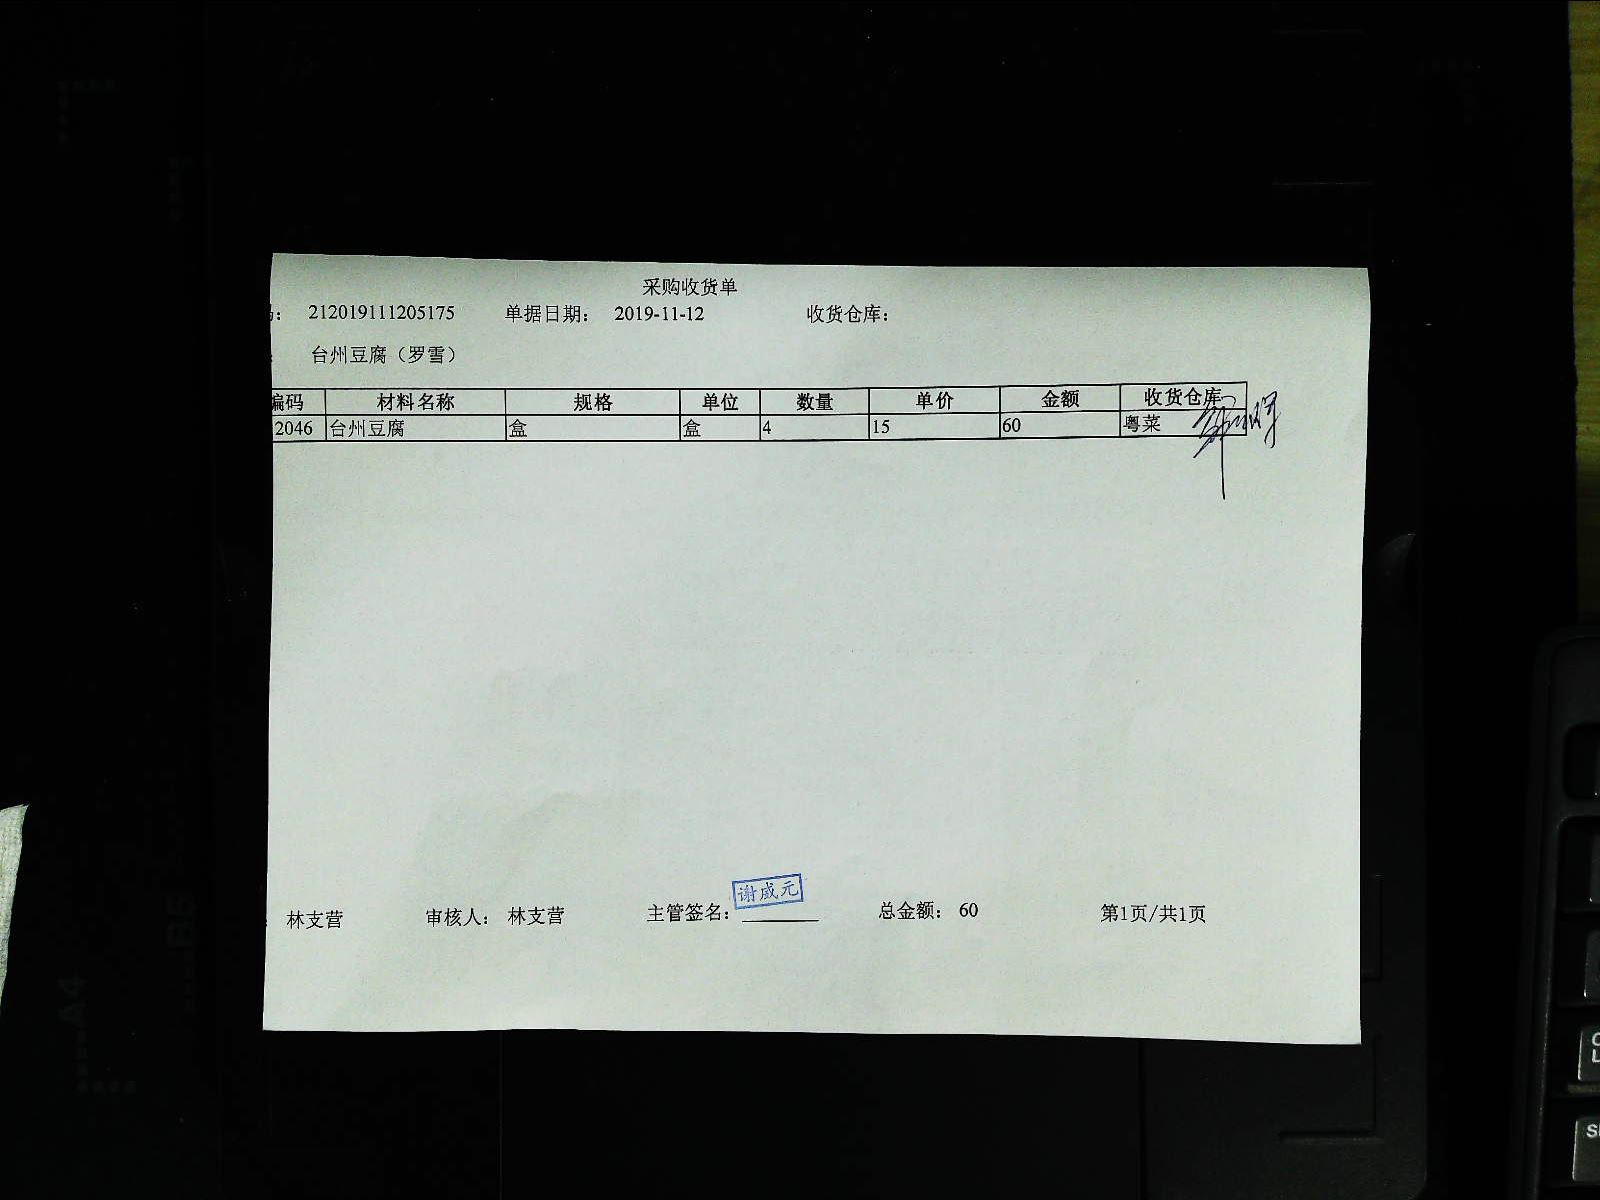 采购收货单
码: 212019111205175 单据日期: 2019-11-12 收货仓库:
: 台州豆腐（罗雪）
编码 材料名称 规格 单位 数量 单价 金额 收货仓库
2046 台州豆腐 盒 盒 4 15 60 粤菜
谢威元
: 林支营 审核人: 林支营 主管签名: 总金额: 60 第1页/共1页
A4
B5